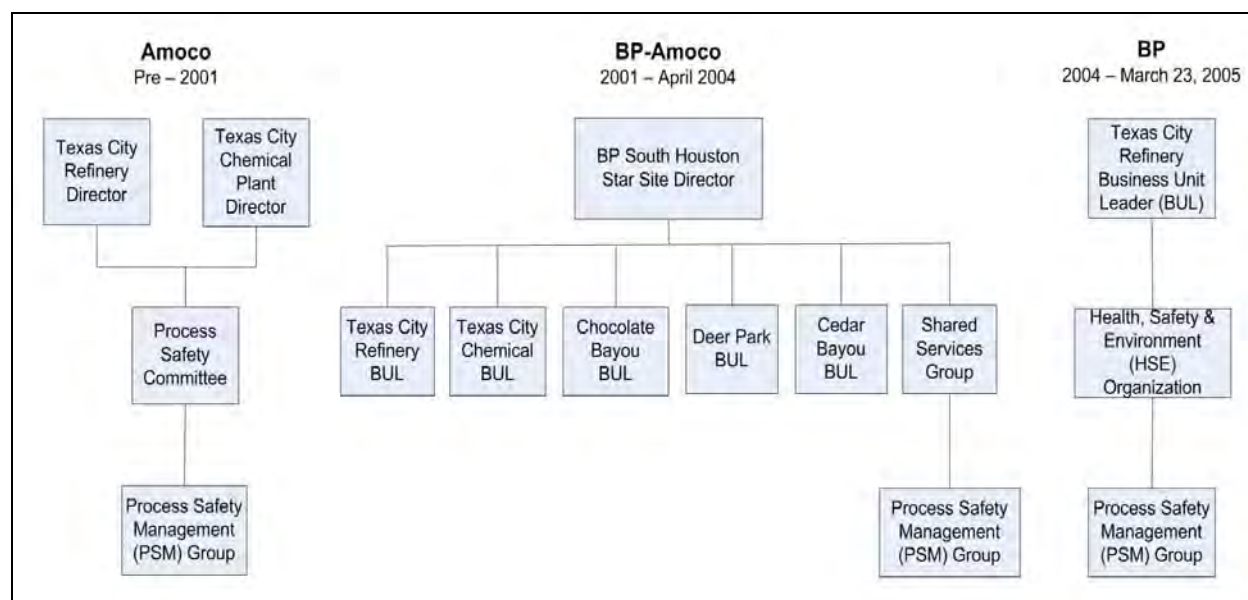 Amoco
Pre – 2001
Texas City
Refinery
Director
Texas City
Chemical
Plant
Director
Process
Safety
Committee
Process Safety
Management
(PSM) Group
BP-Amoco
2001 – April 2004
BP South Houston
Star Site Director
Texas City
Refinery
BUL
Texas City
Chemical
BUL
Chocolate
Bayou
BUL
Deer Park
BUL
Cedar
Bayou
BUL
Shared
Services
Group
Process Safety
Management
(PSM) Group
BP
2004 – March 23, 2005
Texas City
Refinery
Business Unit
Leader (BUL)
Health, Safety &
Environment
(HSE)
Organization
Process Safety
Management
(PSM) Group